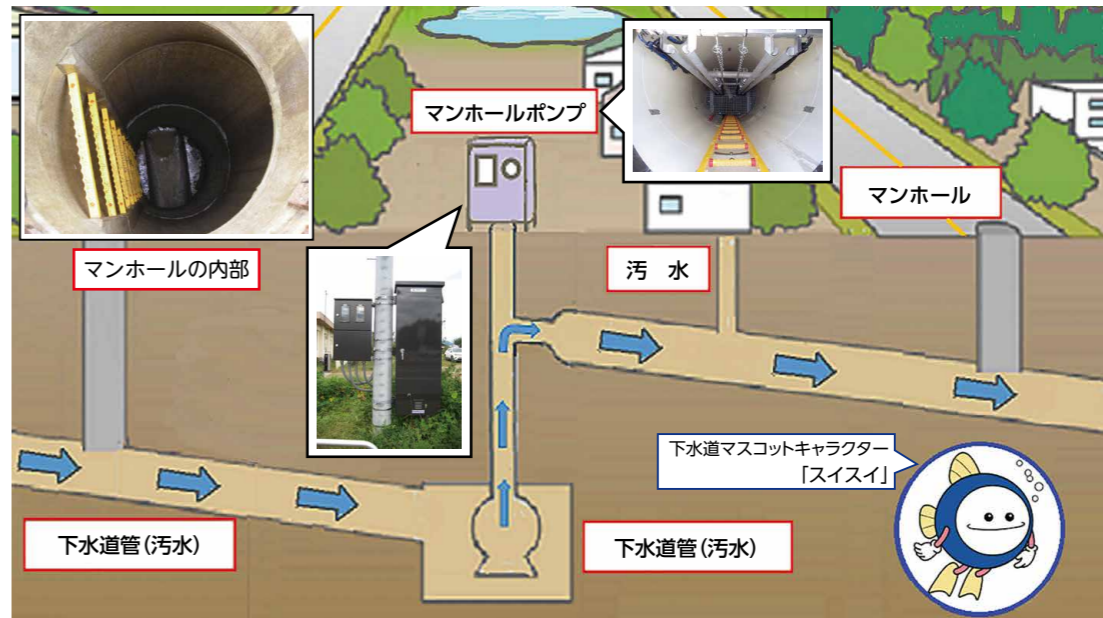 マンホールポンプ
マンホール
マンホールの内部
汚　水
下水道マスコットキャラクター
「スイスイ」
下水道管(汚水)
下水道管(汚水)